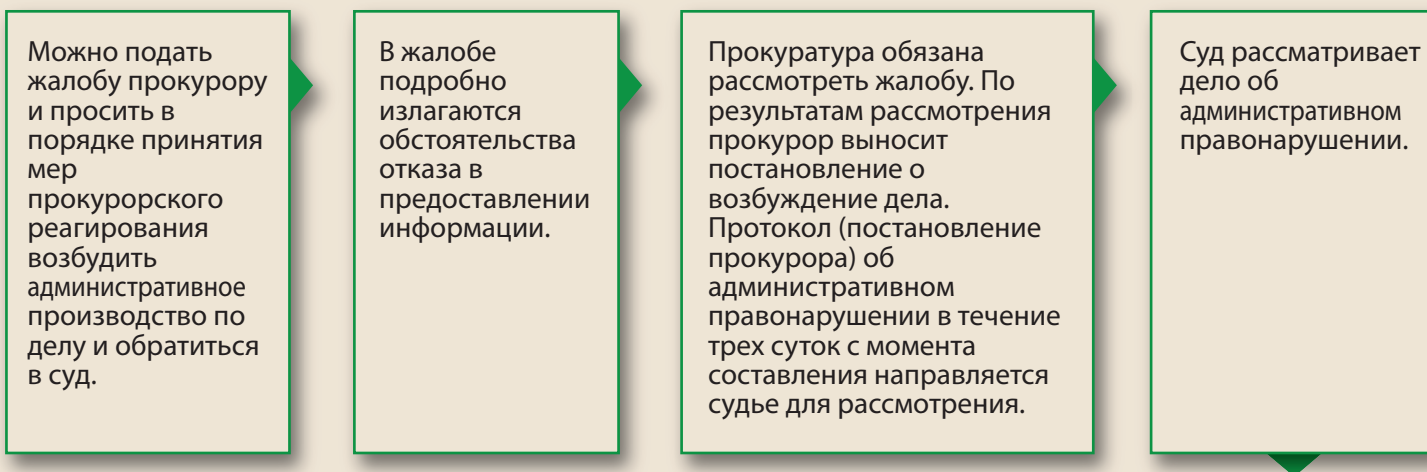 Можно подать
жалобу прокурору
и просить в
порядке принятия
мер
прокурорского
реагирования
возбудить
административное
производство по
делу и обратиться
в суд.
В жалобе
подробно
излагаются
обстоятельства
отказа в
предоставлении
информации.
Прокуратура обязана
рассмотреть жалобу. По
результатам рассмотрения
прокурор выносит
постановление о
возбуждение дела.
Протокол (постановление
прокурора) об
административном
правонарушении в течение
трех суток с момента
составления направляется
судье для рассмотрения.
Суд рассматривает
дело об
административном
правонарушении.